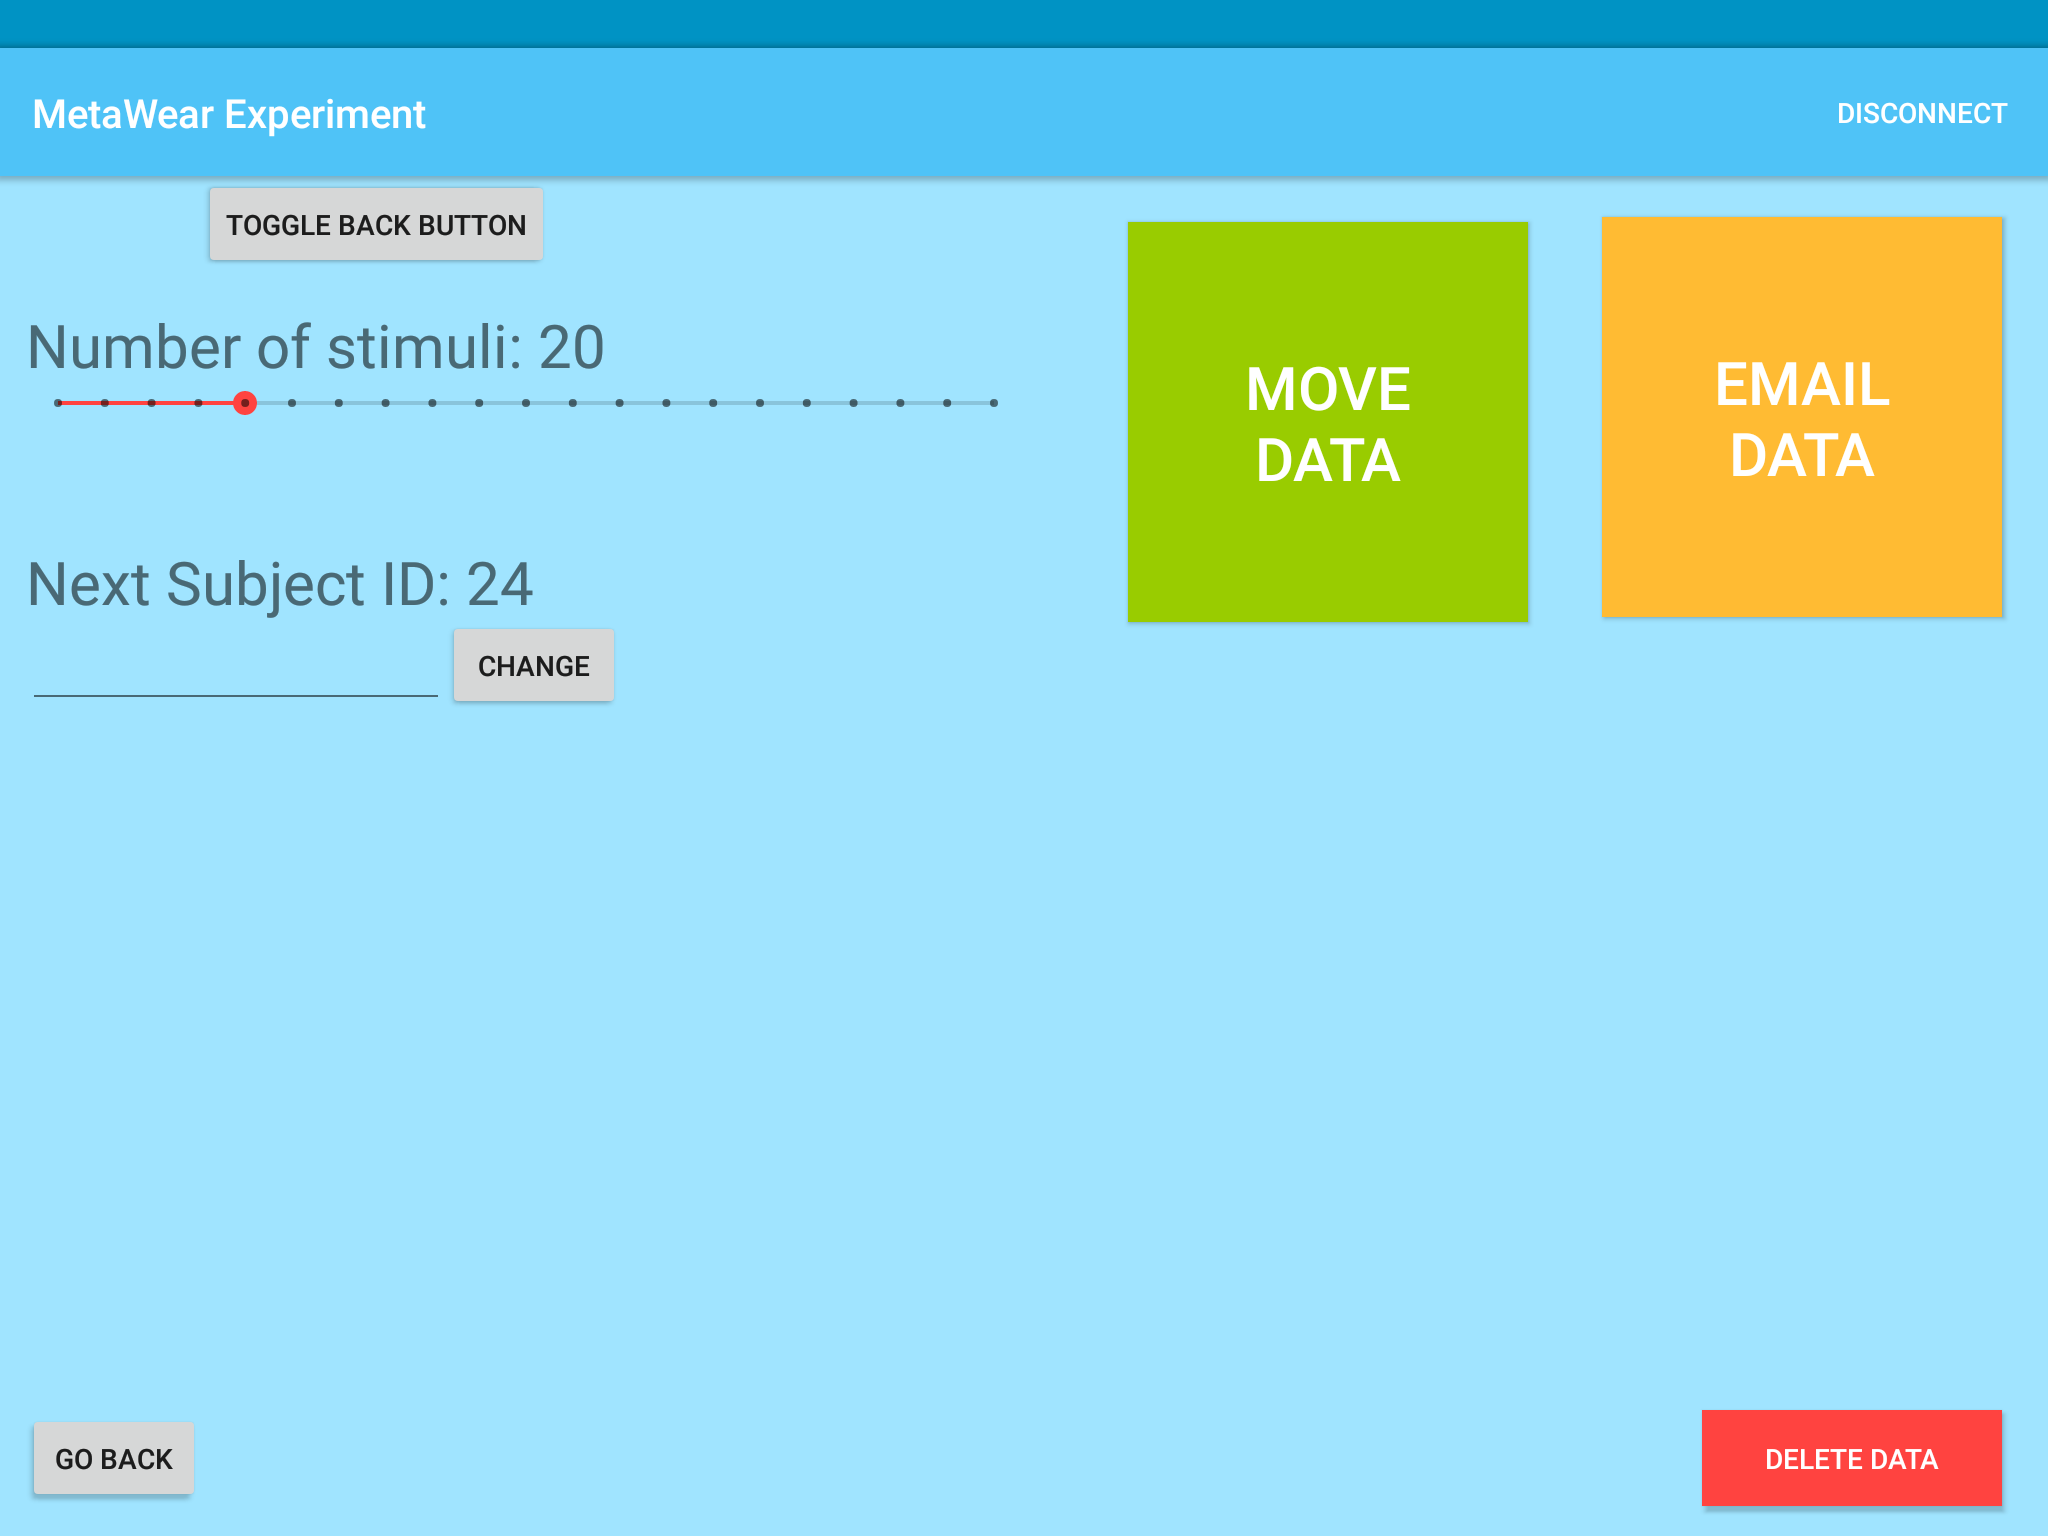 MetaWear Experiment
DISCONNECT
TOGGLE BACK BUTTON
Number of stimuli: 20
MOVE
DATA
EMAIL
DATA
Next Subject ID: 24
CHANGE
GO BACK
DELETE DATA